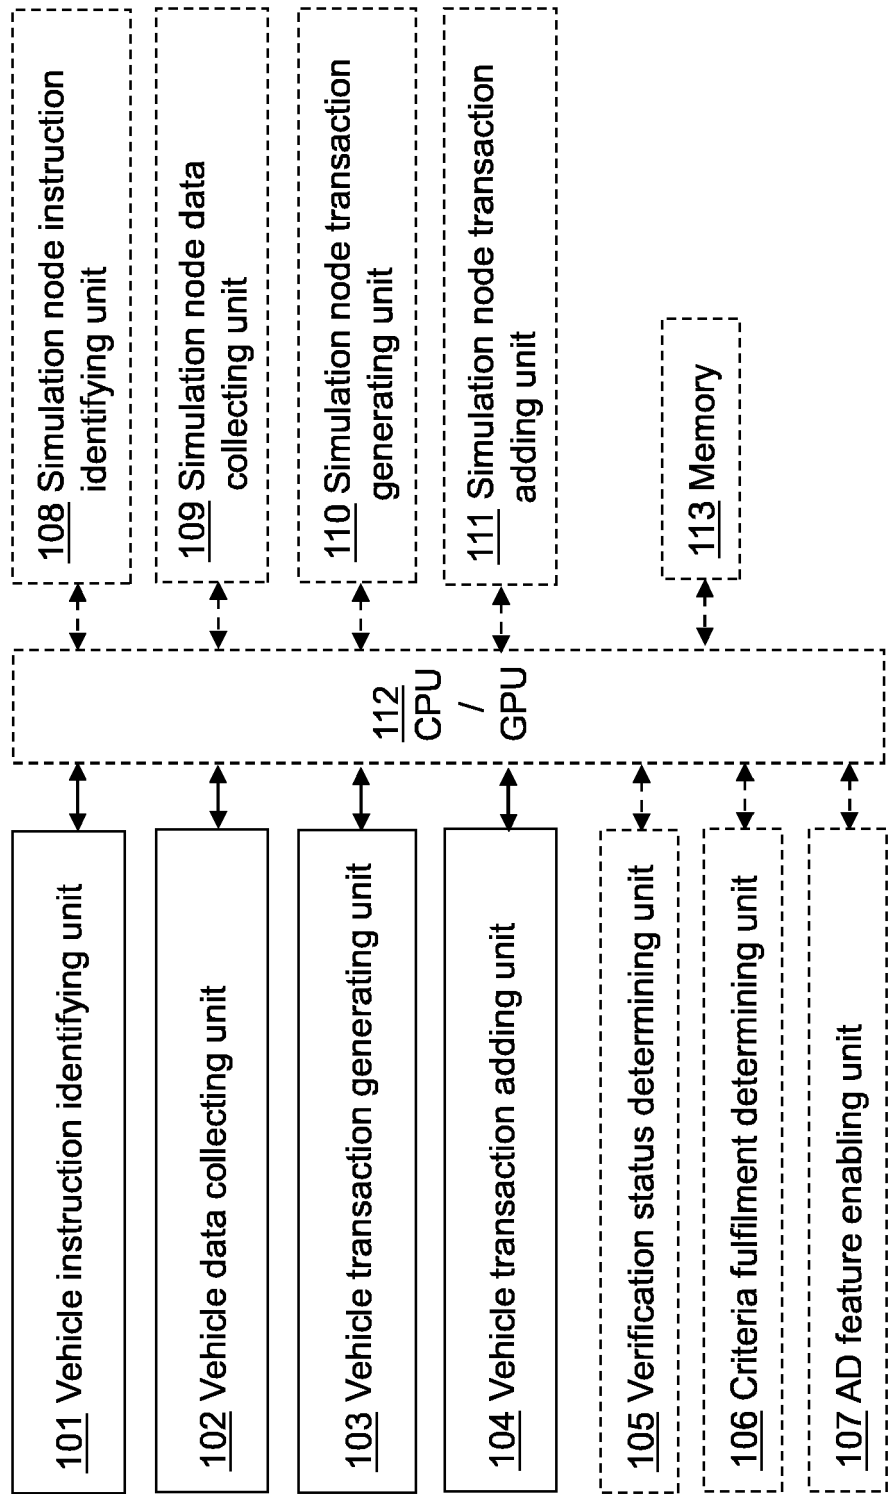 101 Vehicle instruction identifying unit
102 Vehicle data collecting unit
103 Vehicle transaction generating unit
104 Vehicle transaction adding unit
105 Verification status determining unit
106 Criteria fulfilment determining unit
107 AD feature enabling unit
112
CPU
/
GPU
108 Simulation node instruction
identifying unit
109 Simulation node data
collecting unit
110 Simulation node transaction
generating unit
111 Simulation node transaction
adding unit
113 Memory